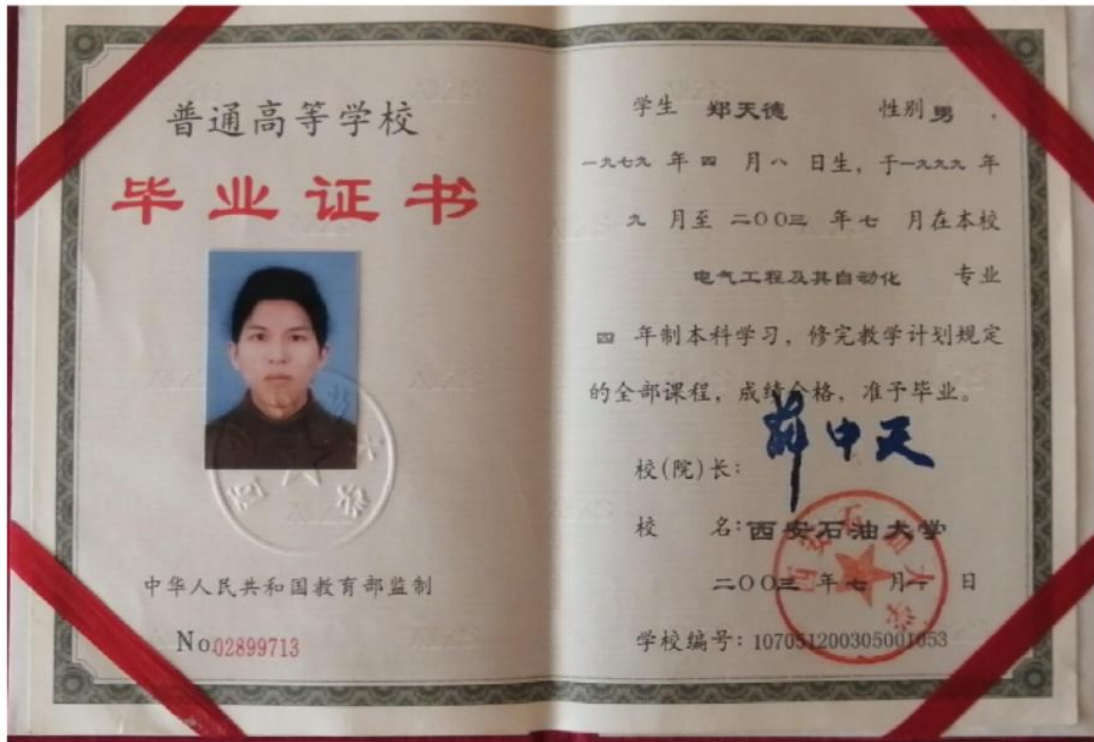 普通高等学校
毕业证书
中华人民共和国教育部监制
No.02899713
学生 郑天德 性别 男，
一九七九 年 四 月 八 日生，于一九九九 年
九 月至 二〇〇三 年 七 月在本校
电气工程及其自动化 专业
四 年制本科学习，修完教学计划规定
的全部课程，成绩合格，准予毕业。
校(院)长：
校 名：西安石油大学
二〇〇三 年 七 月 一 日
学校编号：107051200305001653